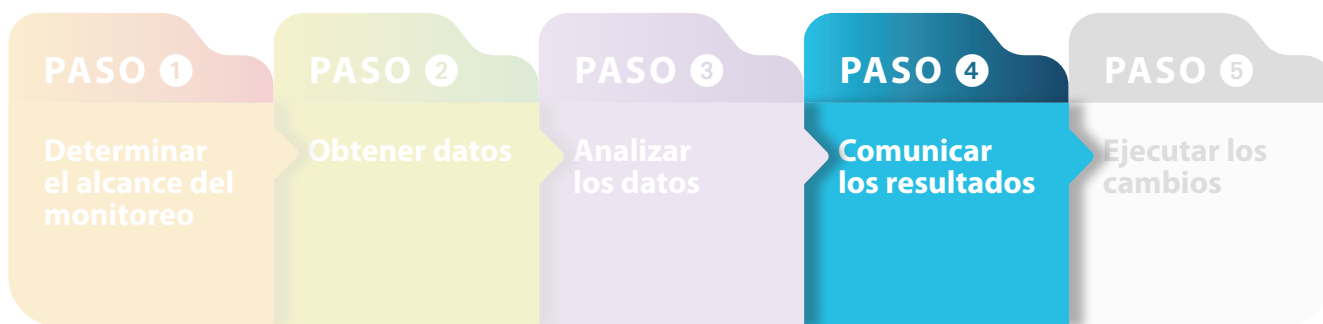 PASO 1
Determinar
el alcance del
monitoreo
PASO 2
Obtener datos
PASO 3
Analizar
los datos
PASO 4
Comunicar
los resultados
PASO 5
Ejecutar los
cambios